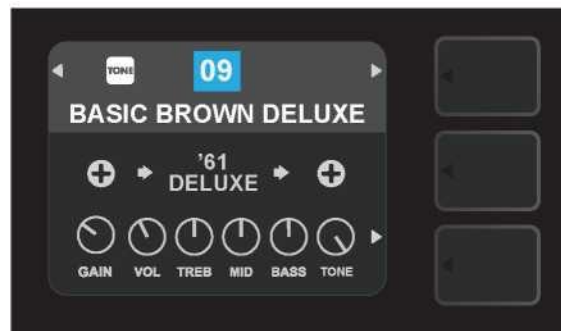 TONE
09
BASIC BROWN DELUXE
'61
DELUXE
GAIN VOL TREB MID BASS TONE